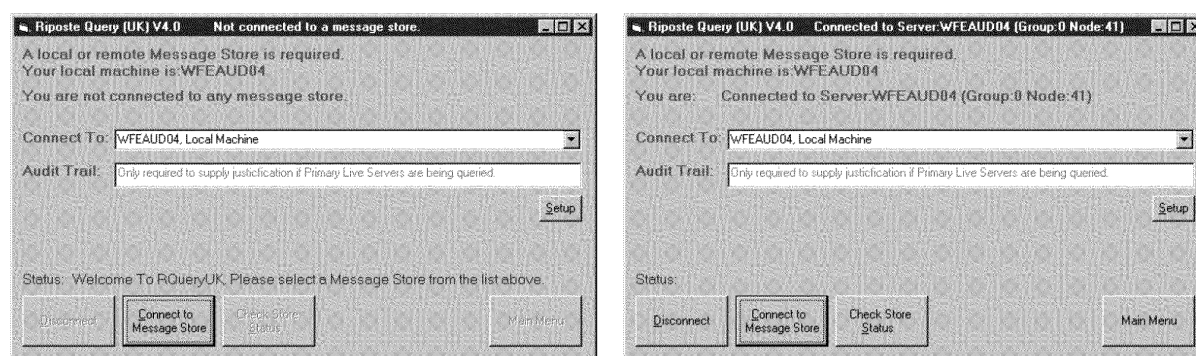 Riposte Query (UK) V4.0 Not connected to a message store.
A local or remote Message Store is required.
Your local machine is:WFEAUD04
You are not connected to any message store.
Connect To: WFEAUD04, Local Machine
Audit Trail: Only required to supply justicfication if Primary Live Servers are being queried.
Setup
Status: Welcome To RQueryUK, Please select a Message Store from the list above.
Disconnect
Connect to
Message Store
Check Store
Status
Main Menu
Riposte Query (UK) V4.0 Connected to Server:WFEAUD04 (Group:0 Node:41)
A local or remote Message Store is required.
Your local machine is:WFEAUD04
You are: Connected to Server:WFEAUD04 (Group:0 Node:41)
Connect To: WFEAUD04, Local Machine
Audit Trail: Only required to supply justicfication if Primary Live Servers are being queried.
Setup
Status:
Disconnect
Connect to
Message Store
Check Store
Status
Main Menu